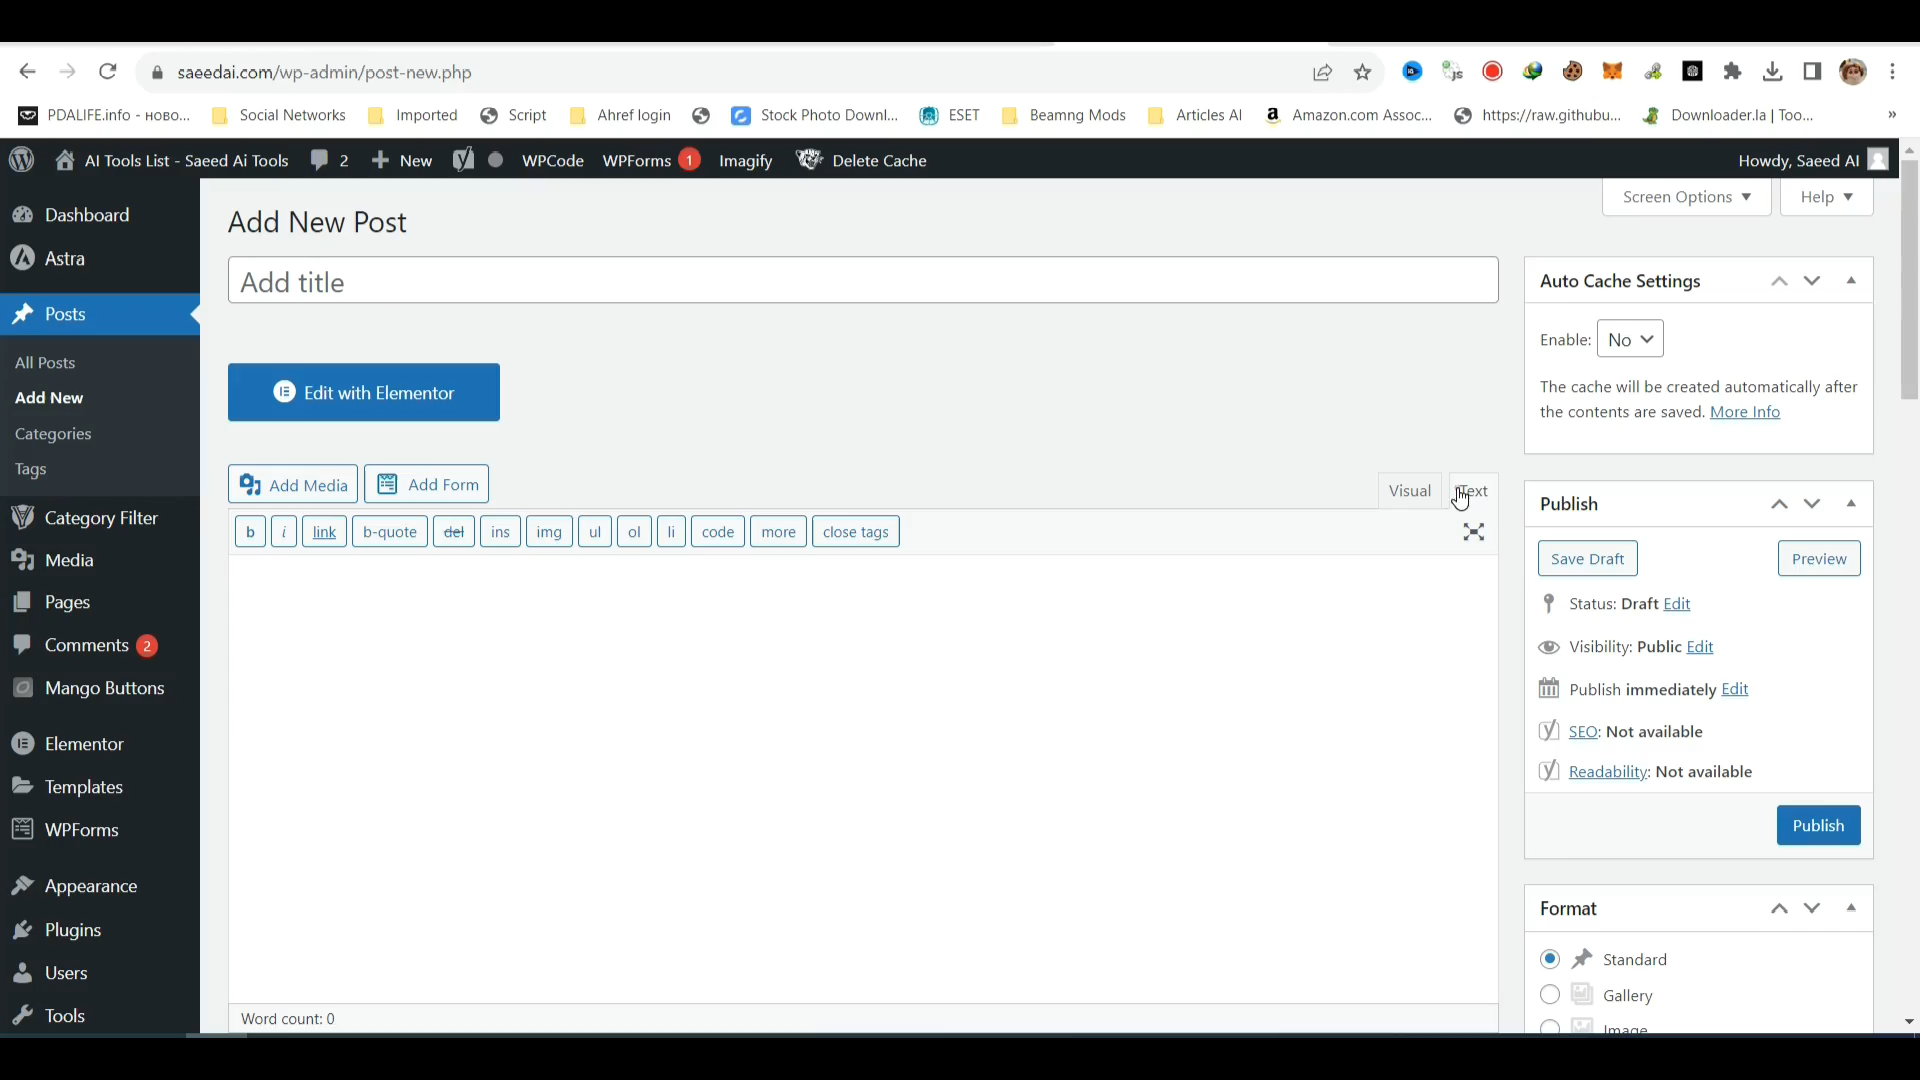 saeedai.com/wp-admin/post-new.php
PDALIFE.info - ново...
Social Networks
Imported
Script
Ahref login
Stock Photo Downl...
ESET
Beamng Mods
Articles AI
Amazon.com Assoc...
https://raw.githubu...
Downloader.la | Too...
»
AI Tools List - Saeed Ai Tools
2
New
WPCode
WPForms 1
Imagify
Delete Cache
Howdy, Saeed AI
Screen Options
Help
Dashboard
Astra
Posts
All Posts
Add New
Categories
Tags
Category Filter
Media
Pages
Comments 2
Mango Buttons
Elementor
Templates
WPForms
Appearance
Plugins
Users
Tools
Add New Post
Add title
Edit with Elementor
Add Media
Add Form
Visual
Text
b
i
link
b-quote
del
ins
img
ul
ol
li
code
more
close tags
Word count: 0
Auto Cache Settings
Enable: No
The cache will be created automatically after
the contents are saved. More Info
Publish
Save Draft
Preview
Status: Draft Edit
Visibility: Public Edit
Publish immediately Edit
SEO: Not available
Readability: Not available
Publish
Format
Standard
Gallery
Image